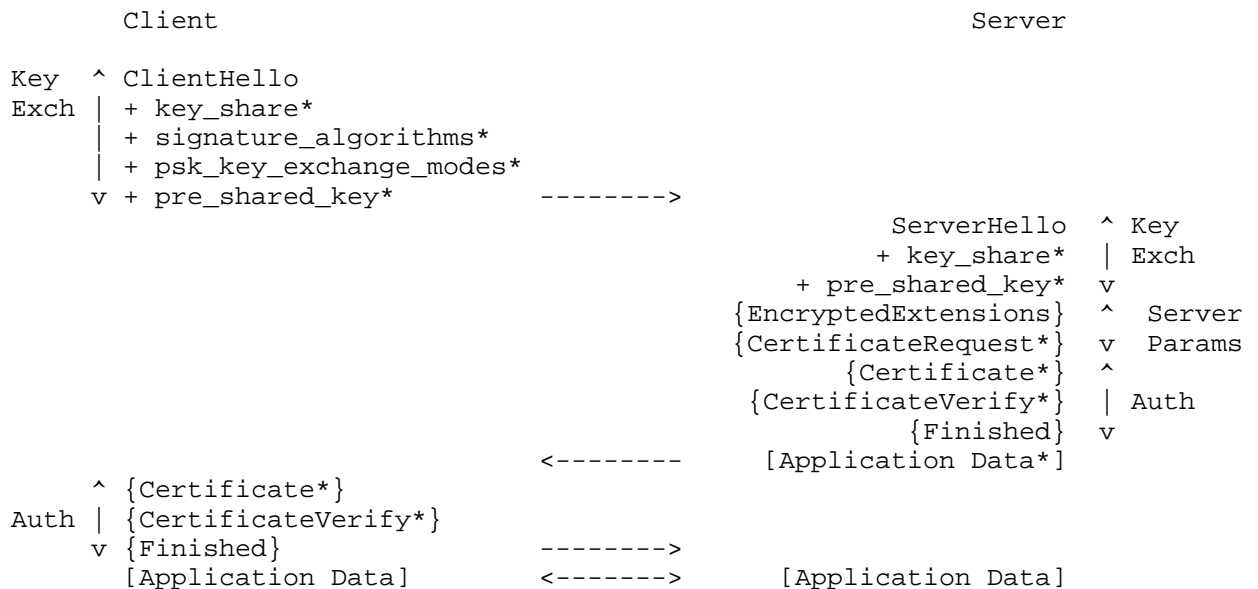 Client                                               Server

Key  ^ ClientHello
Exch | + key_share*
     | + signature_algorithms*
     | + psk_key_exchange_modes*
     v + pre_shared_key*         -------->
                                                       ServerHello  ^ Key
                                                      + key_share*  | Exch
                                                 + pre_shared_key*  v
                                             {EncryptedExtensions}  ^  Server
                                             {CertificateRequest*}  v  Params
                                                    {Certificate*}  ^
                                              {CertificateVerify*}  | Auth
                                                        {Finished}  v
                                 <--------     [Application Data*]
     ^ {Certificate*}
Auth | {CertificateVerify*}
     v {Finished}                -------->
       [Application Data]        <------->      [Application Data]